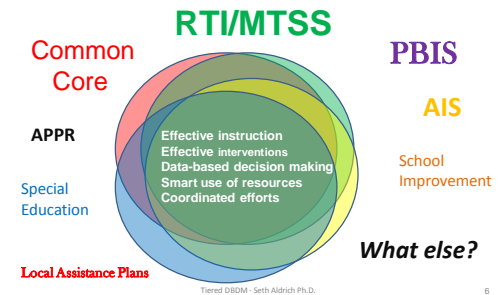 RTI/MTSS
Common
Core
PBIS
AIS
APPR
Effective instruction
Effective interventions
Data-based decision making
Smart use of resources
Coordinated efforts
School
Improvement
Special
Education
What else?
Local Assistance Plans
Tiered DBDM - Seth Aldrich Ph.D.
6